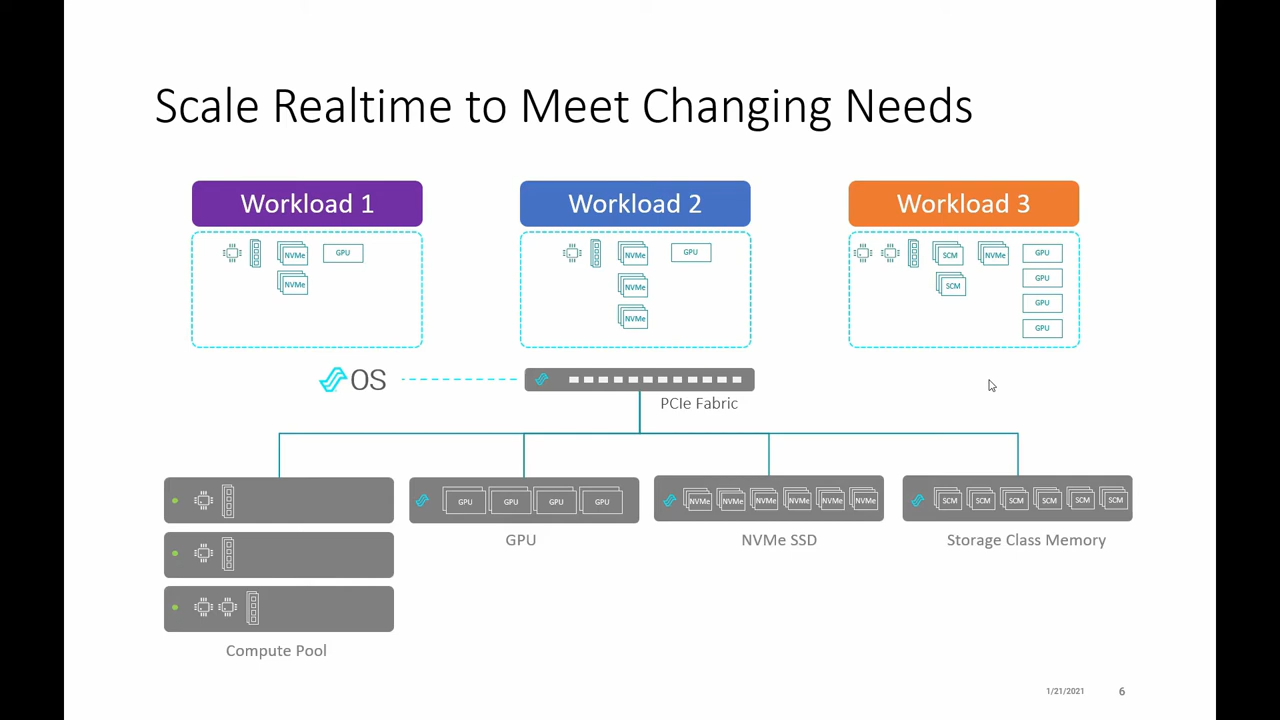 Scale Realtime to Meet Changing Needs
Workload 1
Workload 2
Workload 3
NVMe GPU
NVMe
NVMe GPU
NVMe
NVMe
SCM NVMe GPU
SCM GPU
GPU
GPU
OS
PCIe Fabric
GPU GPU GPU GPU
NVMe NVMe NVMe NVMe NVMe NVMe
SCM SCM SCM SCM SCM SCM
GPU
NVMe SSD
Storage Class Memory
Compute Pool
1/21/2021
6